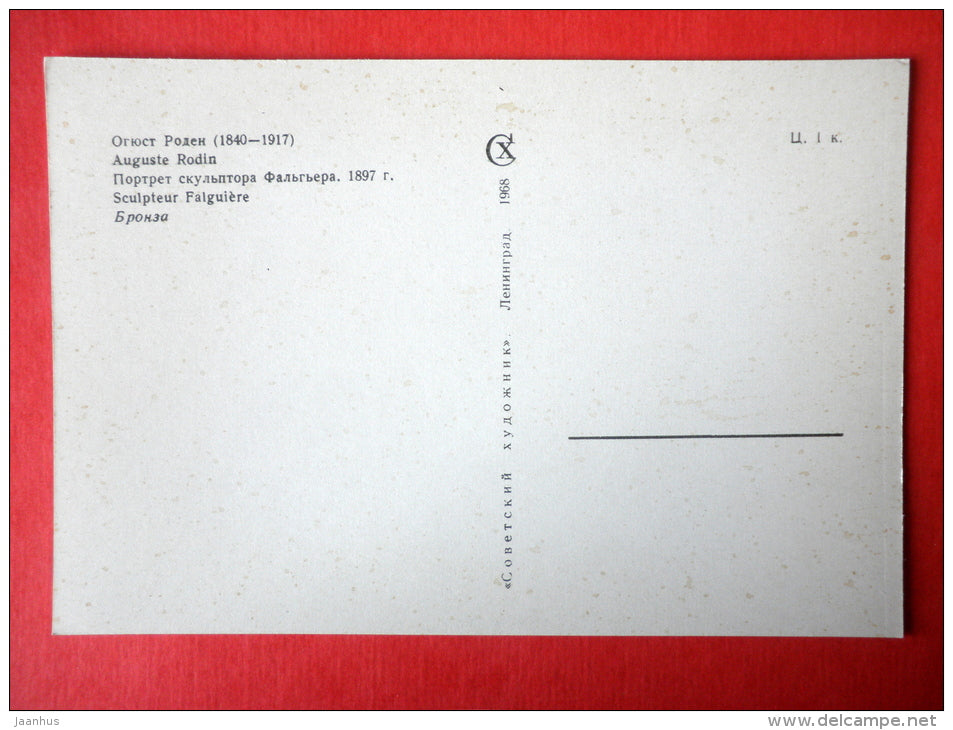 Огюст Роден (1840—1917)
Auguste Rodin
Портрет скульптора Фальгьера. 1897 г.
Sculpteur Falguière
Бронза
СХ
«Советский художник». Ленинград 1968
Ц. 1 к.
jaanhus
www.delcampe.net